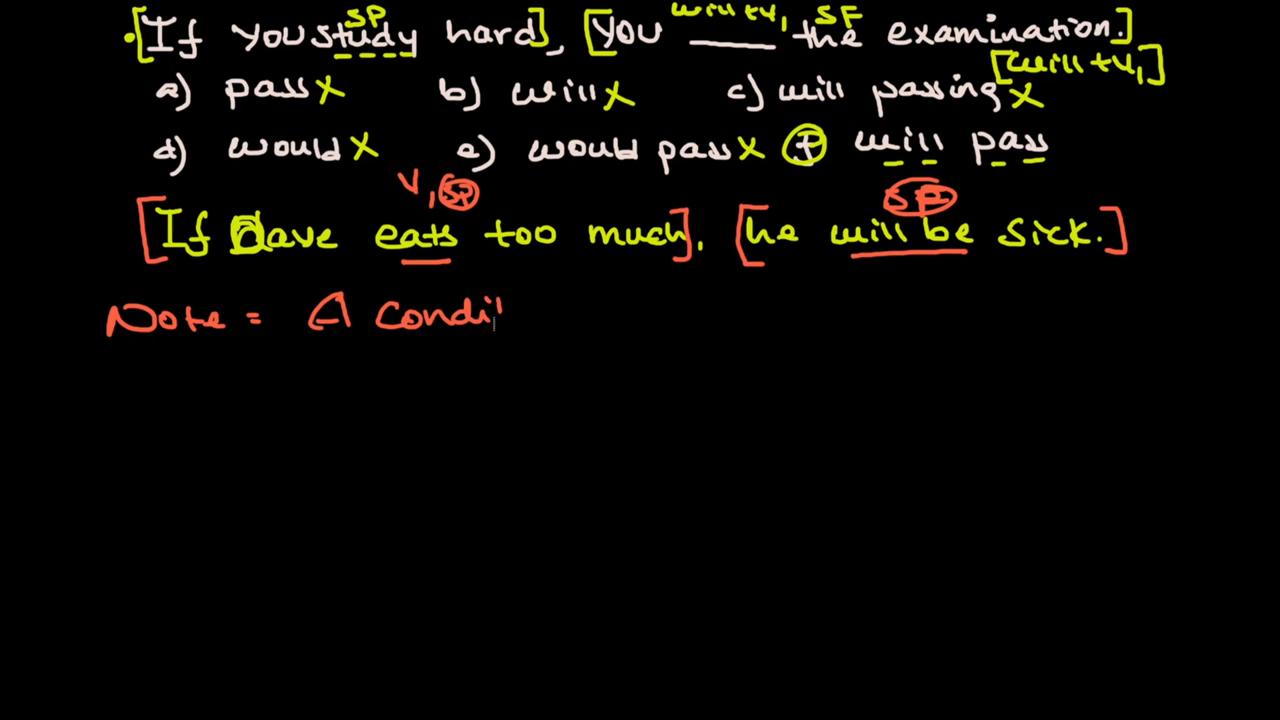 SP will+V1 SF
.[If you study hard], [you ____ the examination.]
[will+V1]
a) pass x b) will x c) will passing x
d) would x e) would pass x f will pass
V1 SP SF
[If Dave eats too much], [he will be sick.]
Note = A Condi